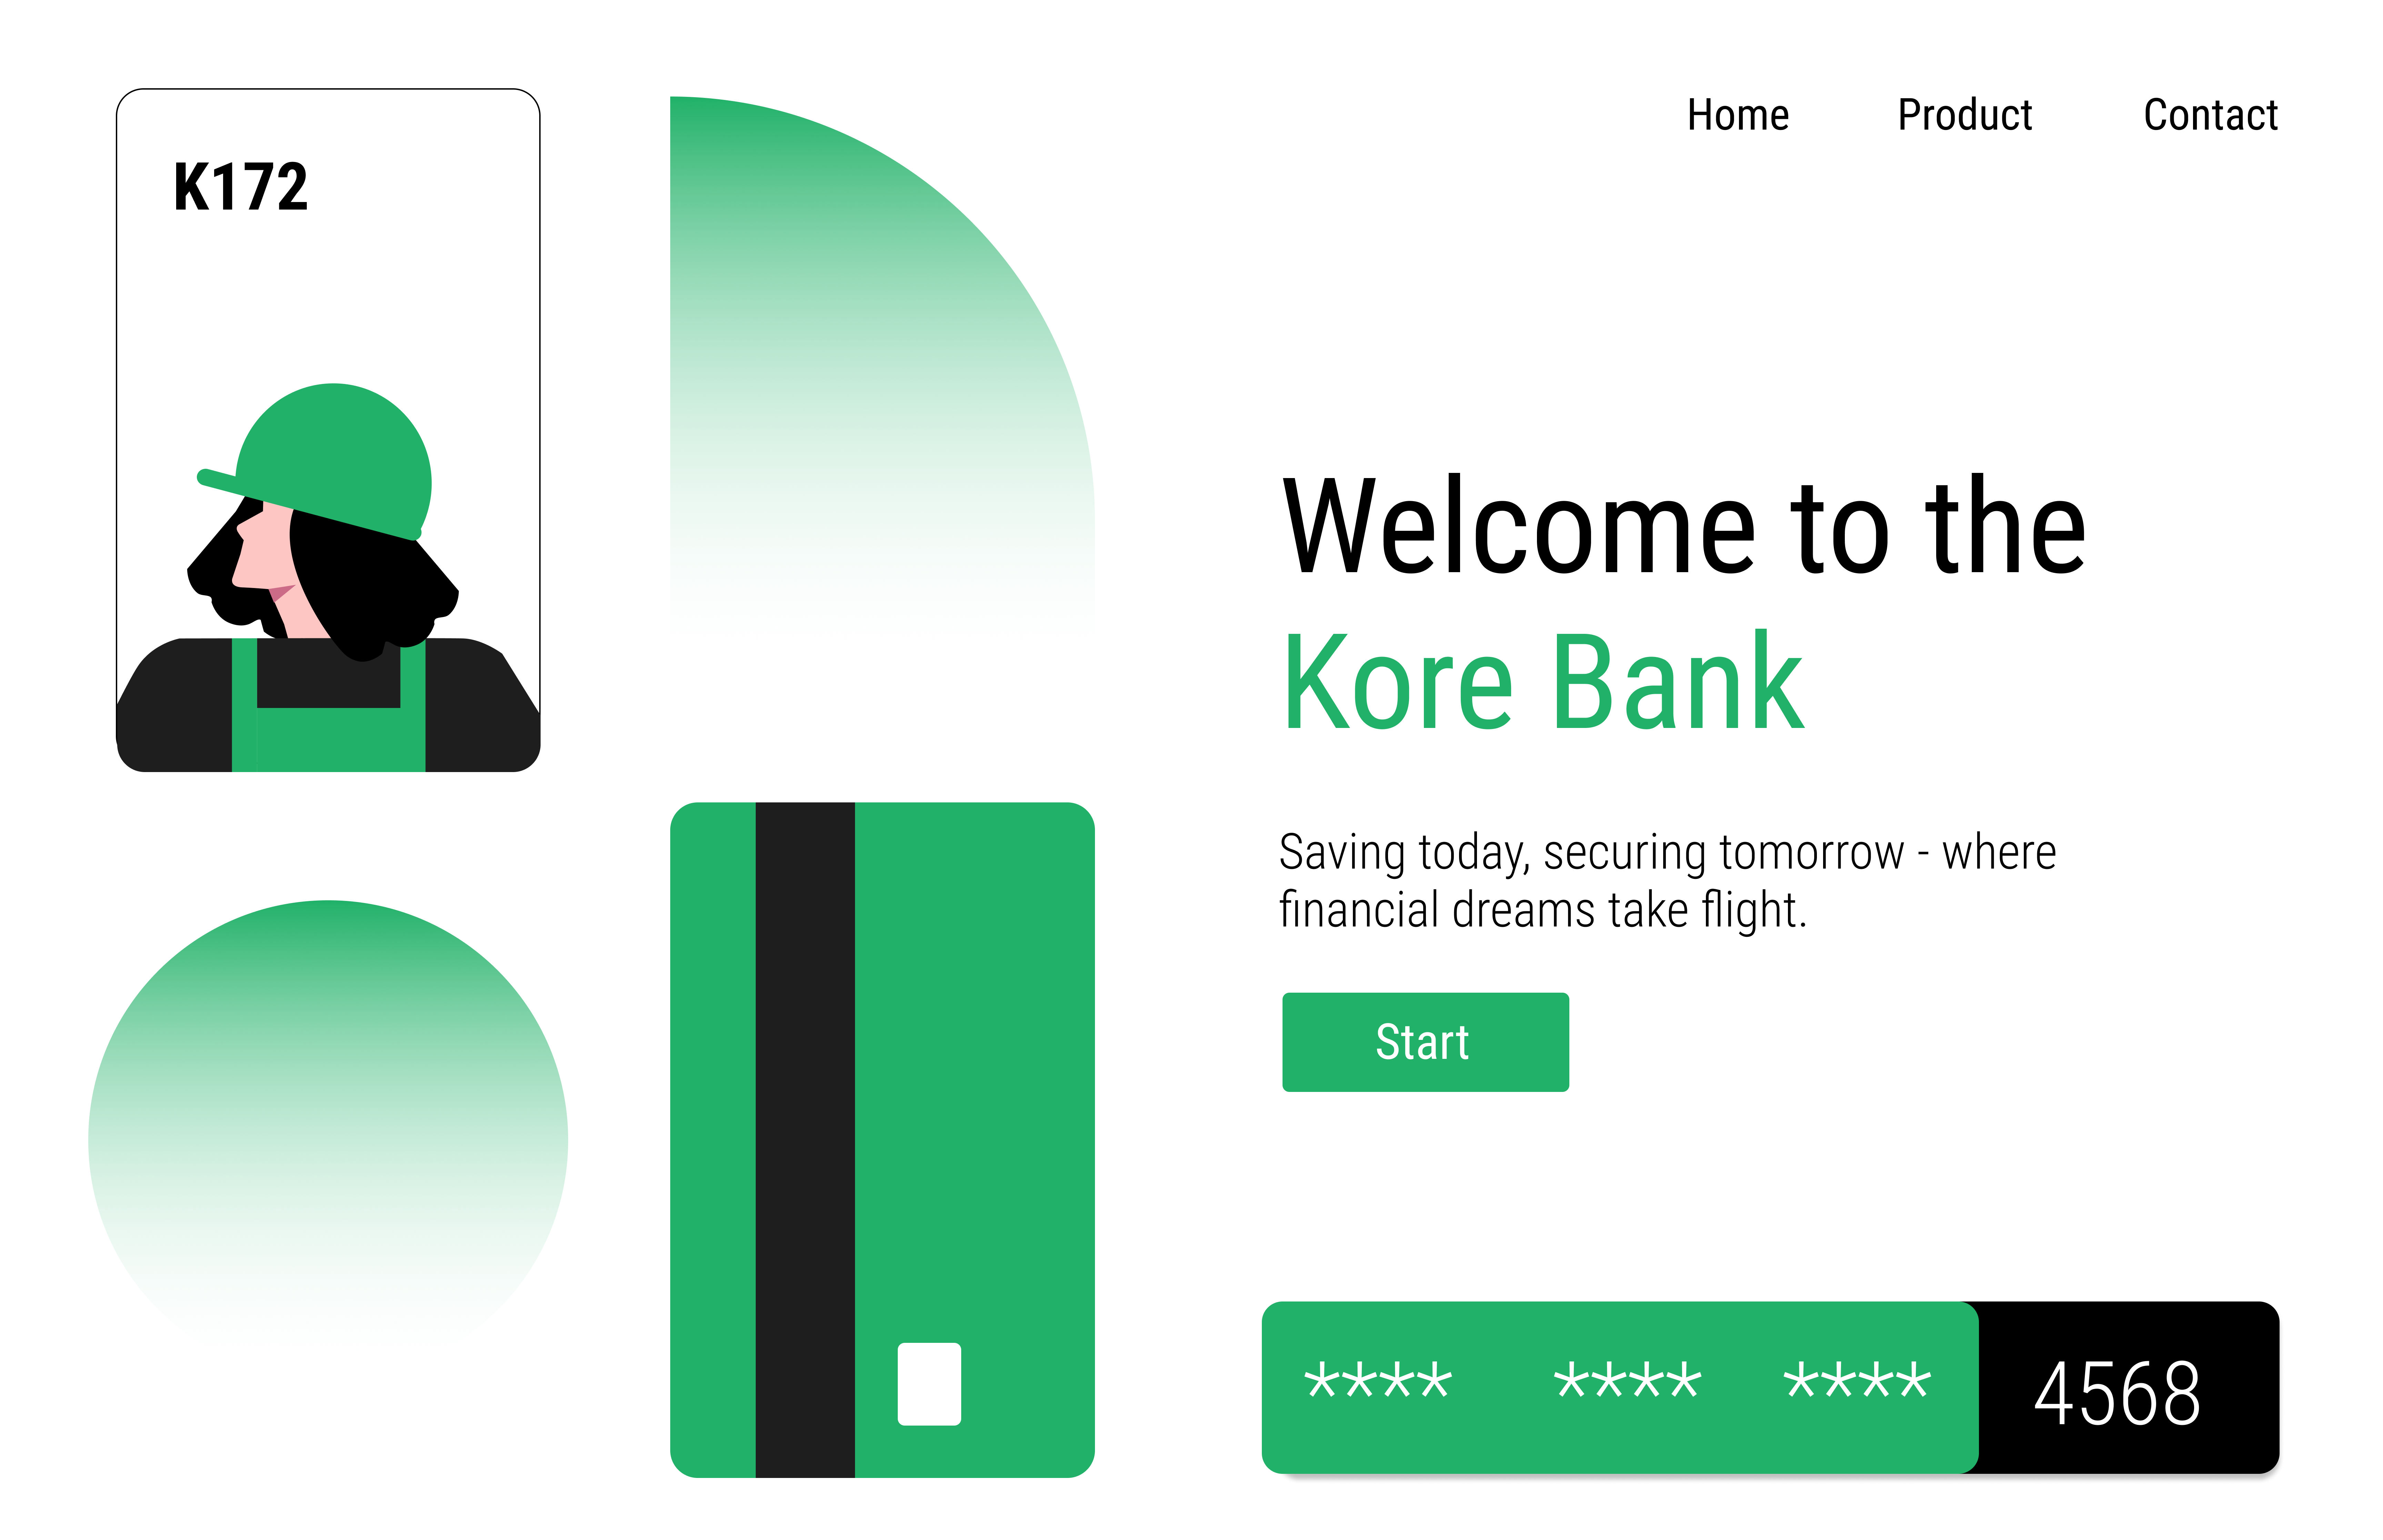 K172
Home Product Contact
Welcome to the
Kore Bank
Saving today, securing tomorrow - where
financial dreams take flight.
Start
**** **** **** 4568